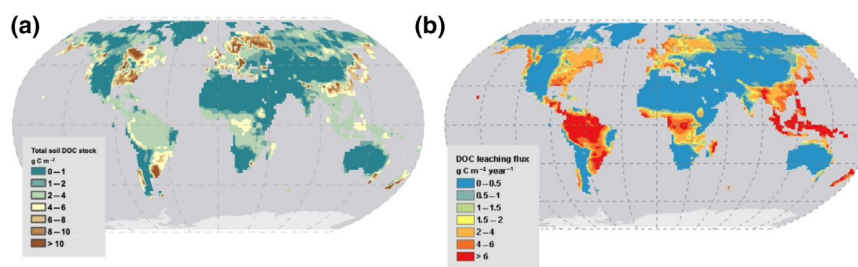 (a)
Total soil DOC stock
g C m⁻²
0–1
1–2
2–4
4–6
6–8
8–10
> 10
(b)
DOC leaching flux
g C m⁻² year⁻¹
0–0.5
0.5–1
1–1.5
1.5–2
2–4
4–6
> 6